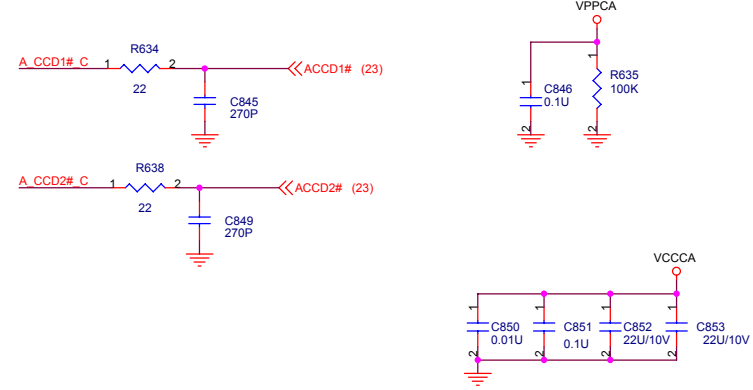 VPPCA
R634
A_CCD1#_C
1
2
ACCD1# (23)
22
C845
270P
1
1
C846
0.1U
R635
100K
2
2
R638
A_CCD2#_C
1
2
ACCD2# (23)
22
C849
270P
VCCCA
1
1
1
1
C850
0.01U
C851
0.1U
C852
22U/10V
C853
22U/10V
2
2
2
2